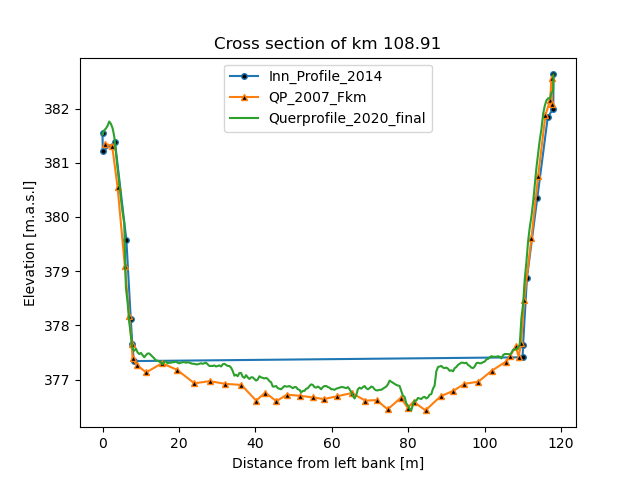 Cross section of km 108.91
Inn_Profile_2014
QP_2007_Fkm
Querprofile_2020_final
Elevation [m.a.s.l]
382
381
380
379
378
377
0 20 40 60 80 100 120
Distance from left bank [m]